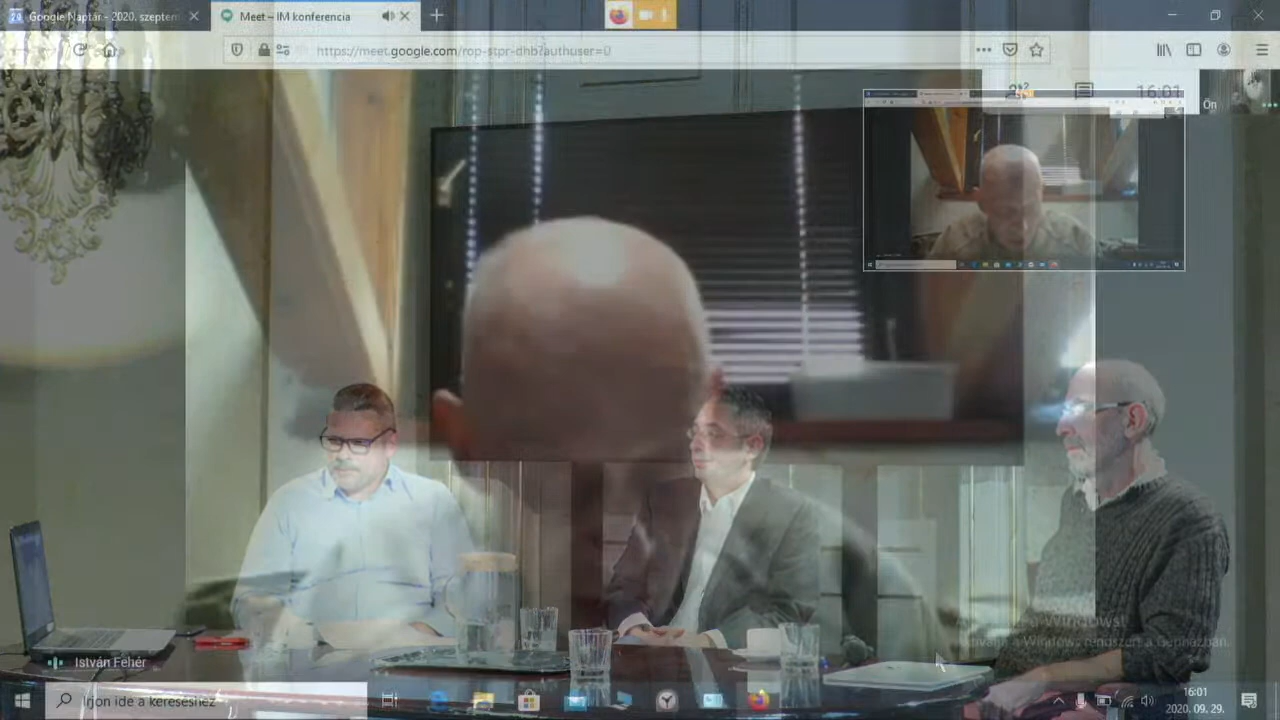 Google Naptár - 2020. szeptem
Meet – IM konferencia
https://meet.google.com/rop-stpr-dhb?authuser=0
16:01
Ön
István Fehér
Írjon ide a kereséshez
16:01
2020. 09. 29.